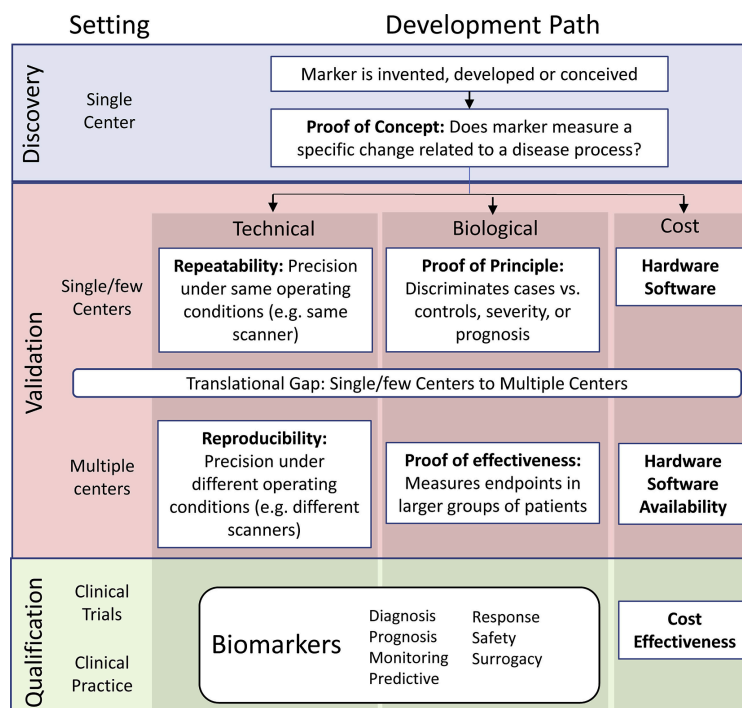 Setting
Development Path
Discovery
Single
Center
Marker is invented, developed or conceived
Proof of Concept: Does marker measure a
specific change related to a disease process?
Validation
Technical
Biological
Cost
Single/few
Centers
Repeatability: Precision
under same operating
conditions (e.g. same
scanner)
Proof of Principle:
Discriminates cases vs.
controls, severity, or
prognosis
Hardware
Software
Translational Gap: Single/few Centers to Multiple Centers
Multiple
centers
Reproducibility:
Precision under
different operating
conditions (e.g. different
scanners)
Proof of effectiveness:
Measures endpoints in
larger groups of patients
Hardware
Software
Availability
Qualification
Clinical
Trials
Clinical
Practice
Biomarkers
Diagnosis
Prognosis
Monitoring
Predictive
Response
Safety
Surrogacy
Cost
Effectiveness